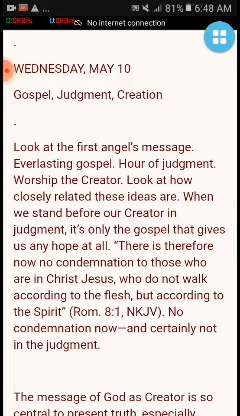 81% 6:48 AM
0:0KB/s U:0KB/s No internet connection
.
WEDNESDAY, MAY 10
Gospel, Judgment, Creation
.
Look at the first angel's message.
Everlasting gospel. Hour of judgment.
Worship the Creator. Look at how
closely related these ideas are. When
we stand before our Creator in
judgment, it's only the gospel that gives
us any hope at all. "There is therefore
now no condemnation to those who
are in Christ Jesus, who do not walk
according to the flesh, but according to
the Spirit" (Rom. 8:1, NKJV). No
condemnation now—and certainly not
in the judgment.
The message of God as Creator is so
central to present truth, especially